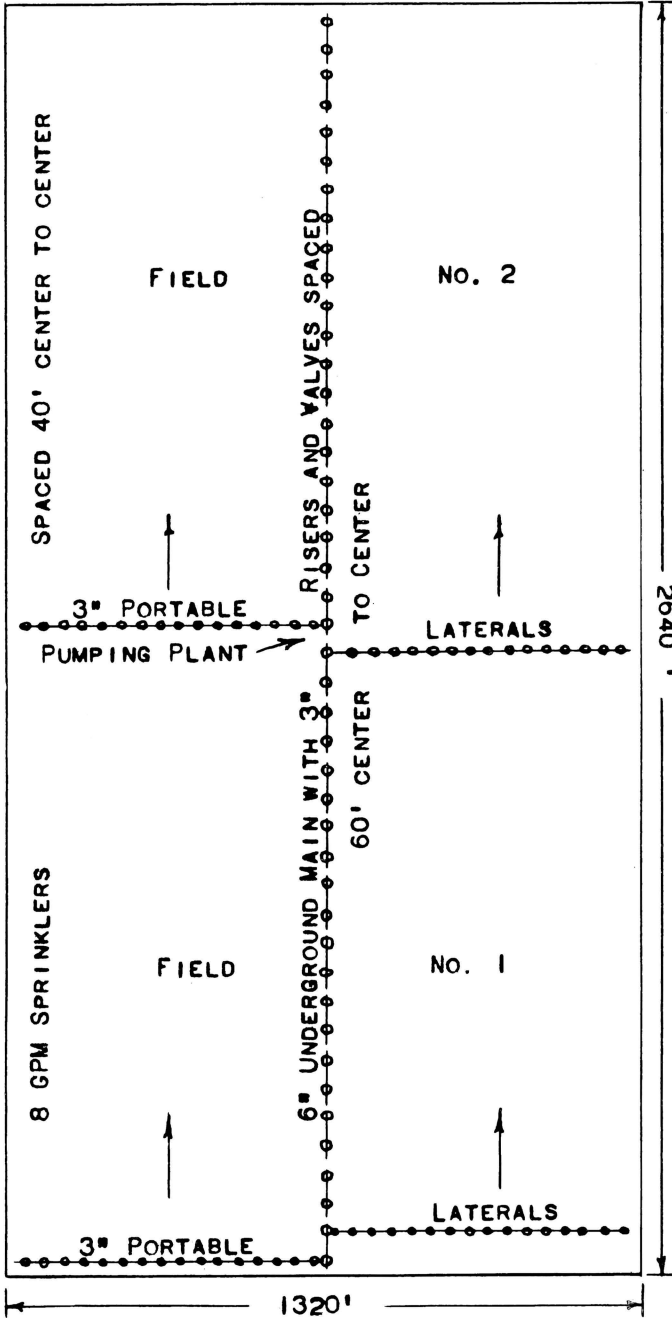 8 GPM SPRINKLERS SPACED 40' CENTER TO CENTER
FIELD
No. 2
RISERS AND VALVES SPACED
TO CENTER
3" PORTABLE
LATERALS
PUMPING PLANT
6" UNDERGROUND MAIN WITH 3"
60' CENTER
FIELD
No. 1
3" PORTABLE
LATERALS
2640'
1320'